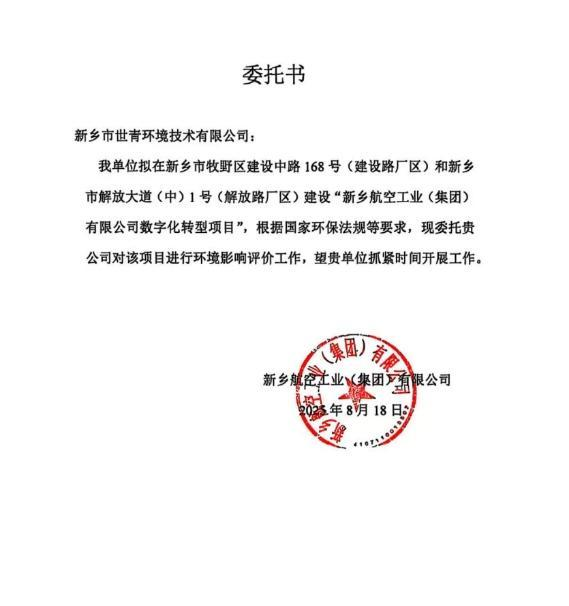 委托书
新乡市世青环境技术有限公司：
我单位拟在新乡市牧野区建设中路 168 号（建设路厂区）和新乡
市解放大道（中）1 号（解放路厂区）建设“新乡航空工业（集团）
有限公司数字化转型项目”，根据国家环保法规等要求，现委托贵
公司对该项目进行环境影响评价工作，望贵单位抓紧时间开展工作。
新乡航空工业（集团）有限公司
2023 年 8 月 18 日
新乡航空工业（集团）有限公司